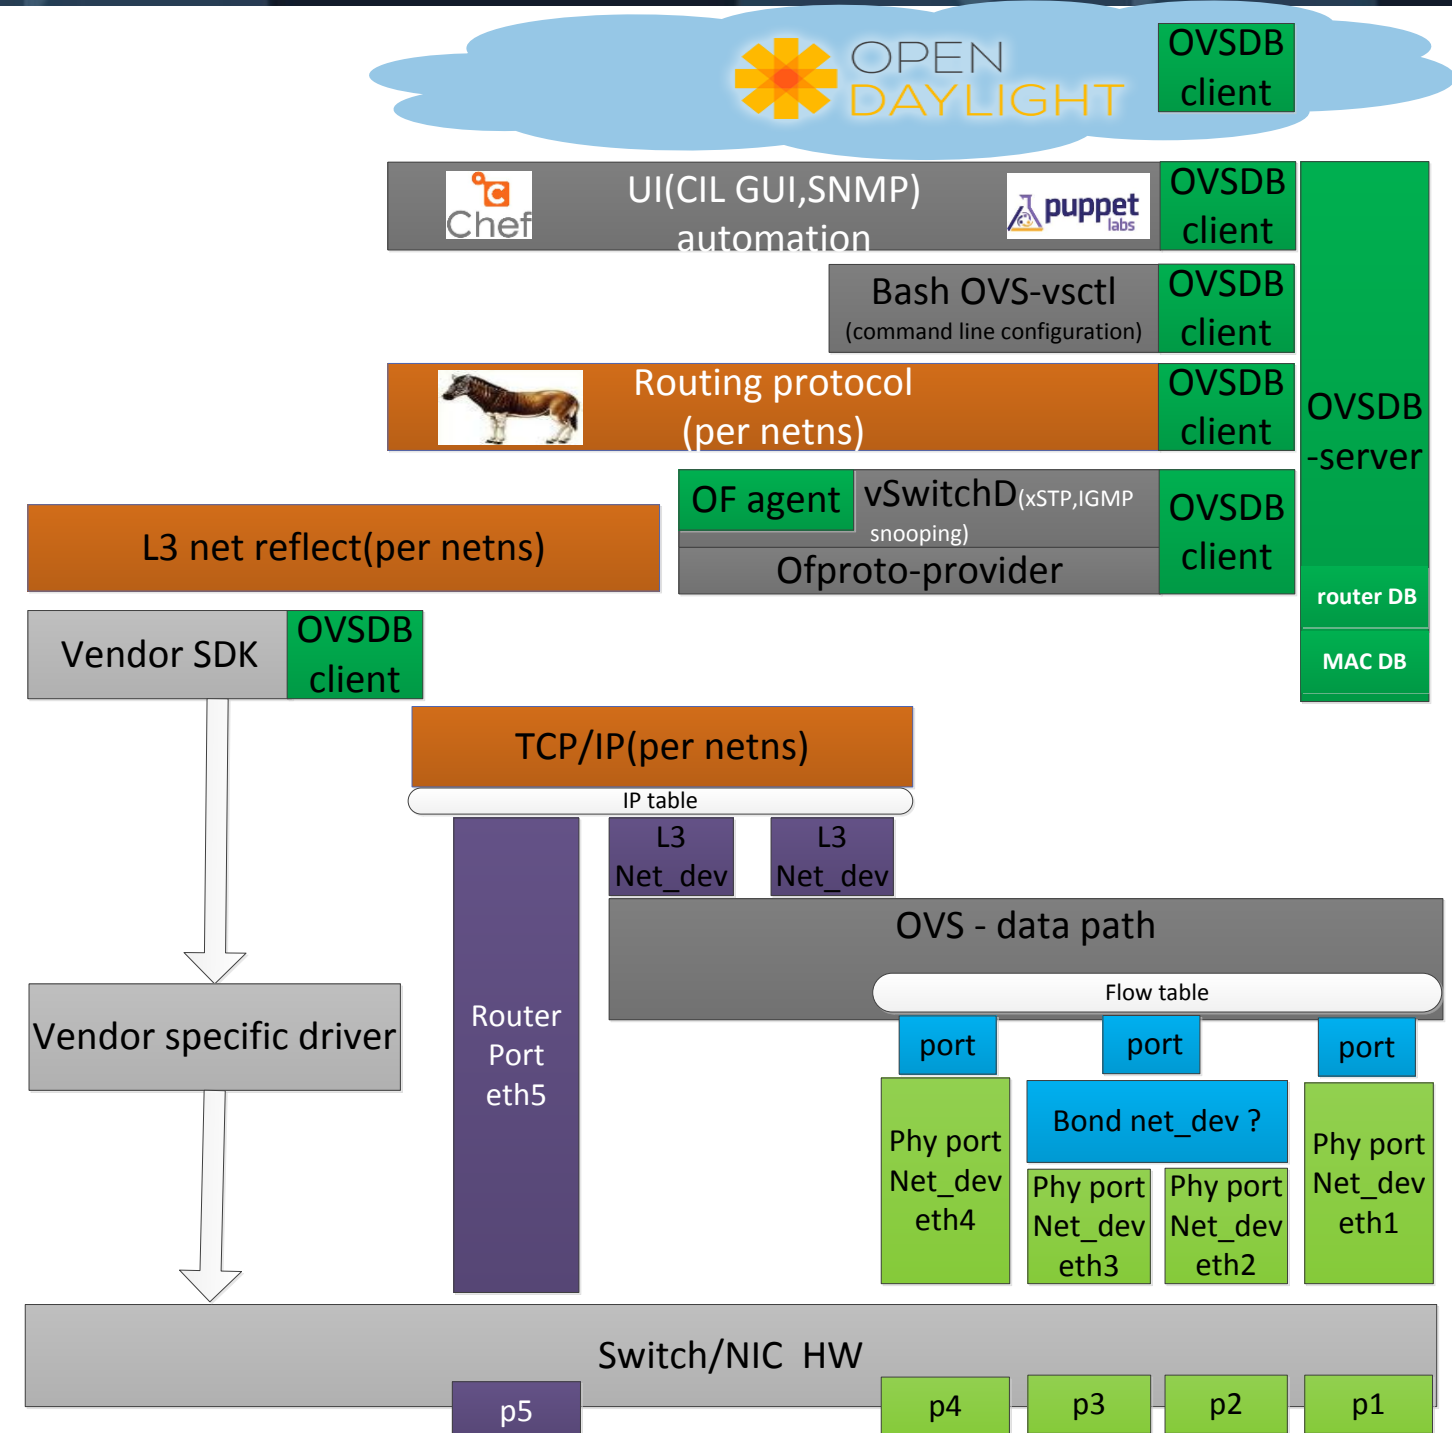 OPEN
DAYLIGHT
OVSDB
client
Chef
UI(CIL GUI,SNMP)
automation
puppet
labs
OVSDB
client
Bash OVS-vsctl
(command line configuration)
OVSDB
client
Routing protocol
(per netns)
OVSDB
client
OVSDB
-server
OF agent
vSwitchD(xSTP,IGMP
snooping)
Ofproto-provider
OVSDB
client
L3 net reflect(per netns)
router DB
MAC DB
Vendor SDK
OVSDB
client
TCP/IP(per netns)
IP table
L3
Net_dev
L3
Net_dev
OVS - data path
Flow table
Vendor specific driver
Router
Port
eth5
port
port
port
Phy port
Net_dev
eth4
Bond net_dev ?
Phy port
Net_dev
eth3
Phy port
Net_dev
eth2
Phy port
Net_dev
eth1
Switch/NIC HW
p5
p4
p3
p2
p1